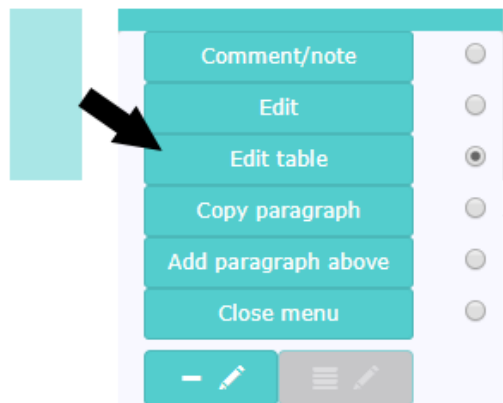 Comment/note
Edit
Edit table
Copy paragraph
Add paragraph above
Close menu